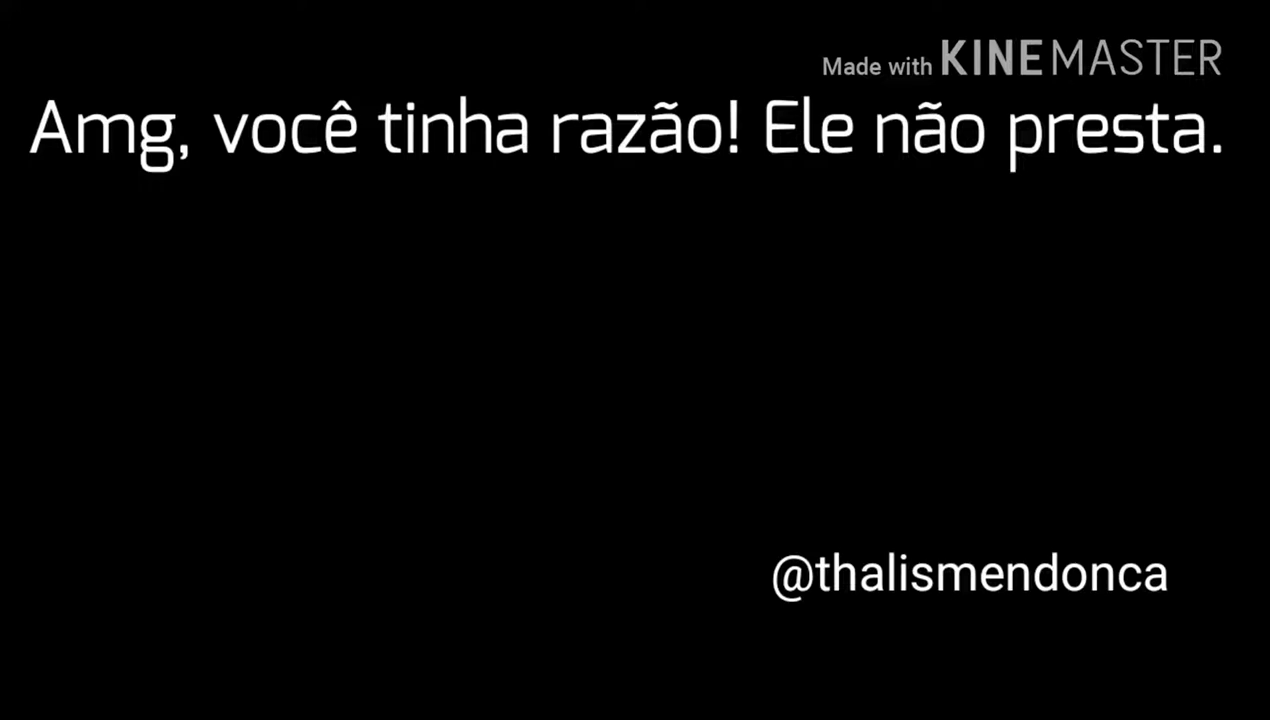 Made with KINEMASTER
Amg, você tinha razão! Ele não presta.
@thalismendonca